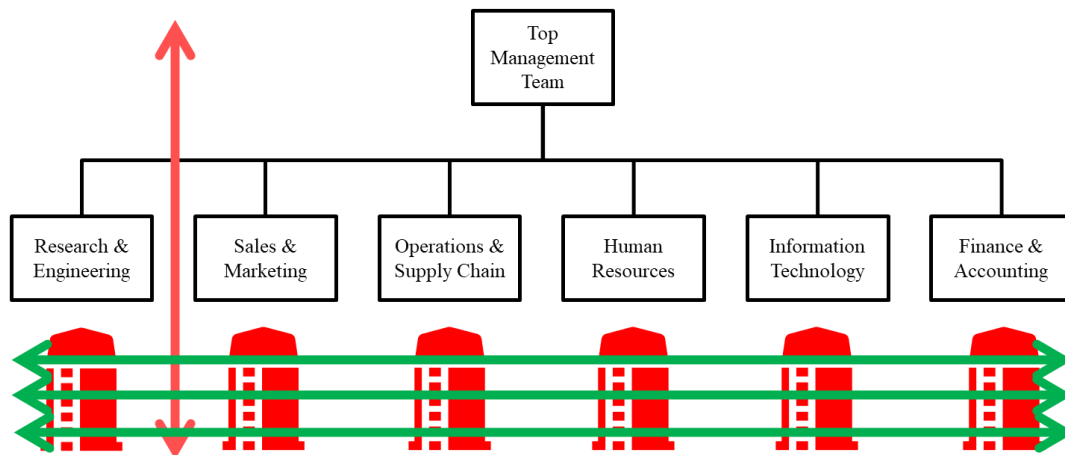 Top
Management
Team
Research &
Engineering
Sales &
Marketing
Operations &
Supply Chain
Human
Resources
Information
Technology
Finance &
Accounting